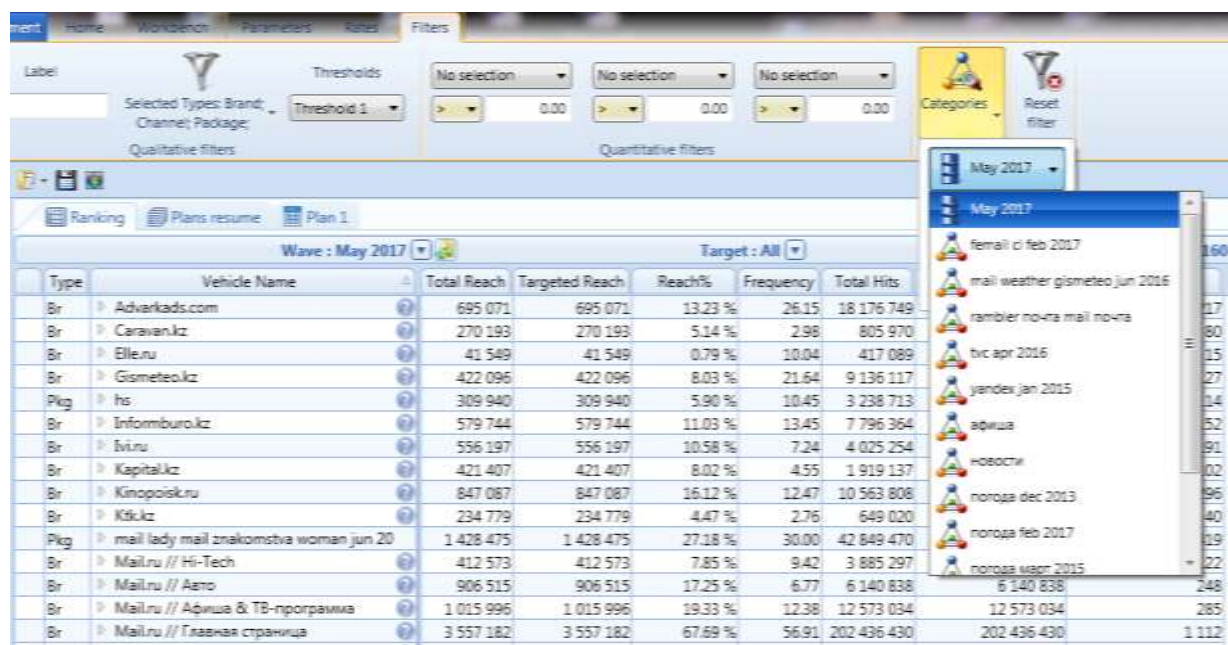 ment Home Workbench Parameters Rates Filters
Label Thresholds No selection No selection No selection
Selected Types: Brand; Channel; Package; Threshold 1 > 0.00 > 0.00 > 0.00 Categories Reset filter
Qualitative filters Quantitative filters
May 2017
Ranking Plans resume Plan 1
May 2017
femail ci feb 2017
mail weather gismeteo jun 2016
rambler почта mail почта
tvc apr 2016
yandex jan 2015
афиша
новости
погода dec 2013
погода feb 2017
погода март 2015
Wave : May 2017 Target : All 160
Type Vehicle Name Total Reach Targeted Reach Reach% Frequency Total Hits
Br Advarkads.com 695 071 695 071 13.23 % 26.15 18 176 749 217
Br Caravan.kz 270 193 270 193 5.14 % 2.98 805 970 80
Br Elle.ru 41 549 41 549 0.79 % 10.04 417 089 15
Br Gismeteo.kz 422 096 422 096 8.03 % 21.64 9 136 117 27
Pkg hs 309 940 309 940 5.90 % 10.45 3 238 713 14
Br Informburo.kz 579 744 579 744 11.03 % 13.45 7 796 364 52
Br Ivi.ru 556 197 556 197 10.58 % 7.24 4 025 254 91
Br Kapital.kz 421 407 421 407 8.02 % 4.55 1 919 137 02
Br Kinopoisk.ru 847 087 847 087 16.12 % 12.47 10 563 808 96
Br Ktk.kz 234 779 234 779 4.47 % 2.76 649 020 40
Pkg mail lady mail znakomstva woman jun 20 1 428 475 1 428 475 27.18 % 30.00 42 849 470 19
Br Mail.ru // Hi-Tech 412 573 412 573 7.85 % 9.42 3 885 297 22
Br Mail.ru // Авто 906 515 906 515 17.25 % 6.77 6 140 838 6 140 838 248
Br Mail.ru // Афиша & ТВ-программа 1 015 996 1 015 996 19.33 % 12.38 12 573 034 12 573 034 285
Br Mail.ru // Главная страница 3 557 182 3 557 182 67.69 % 56.91 202 436 430 202 436 430 1 112